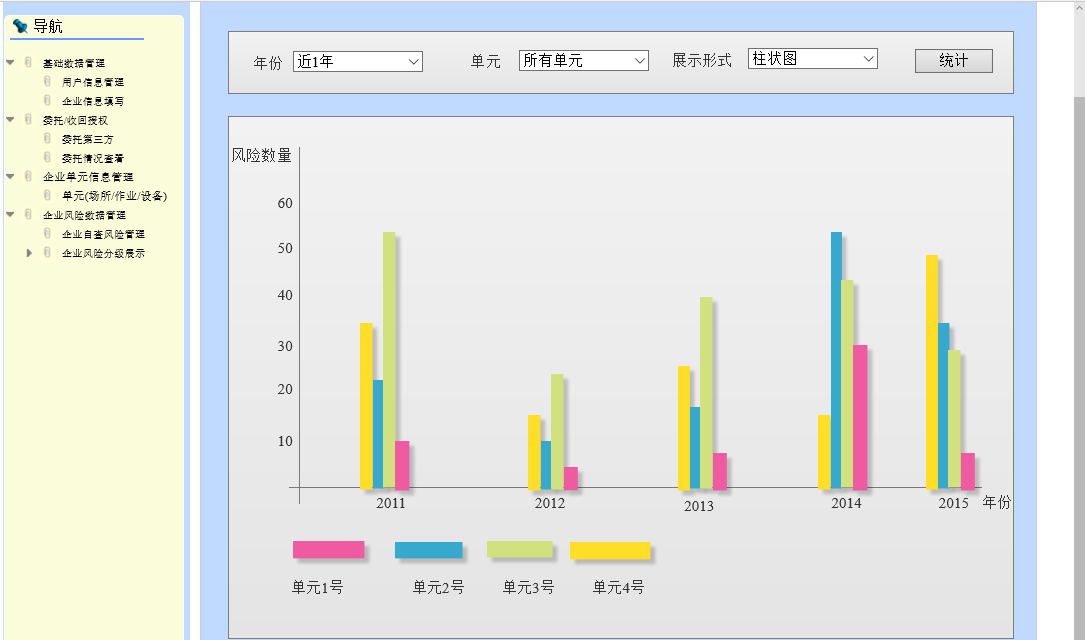 导航
基础数据管理
用户信息管理
企业信息填写
委托/收回授权
委托第三方
委托情况查看
企业单元信息管理
单元(场所/作业/设备)
企业风险数据管理
企业自查风险管理
企业风险分级展示
年份 近1年 单元 所有单元 展示形式 柱状图 统计
风险数量
60
50
40
30
20
10
2011 2012 2013 2014 2015 年份
单元1号 单元2号 单元3号 单元4号